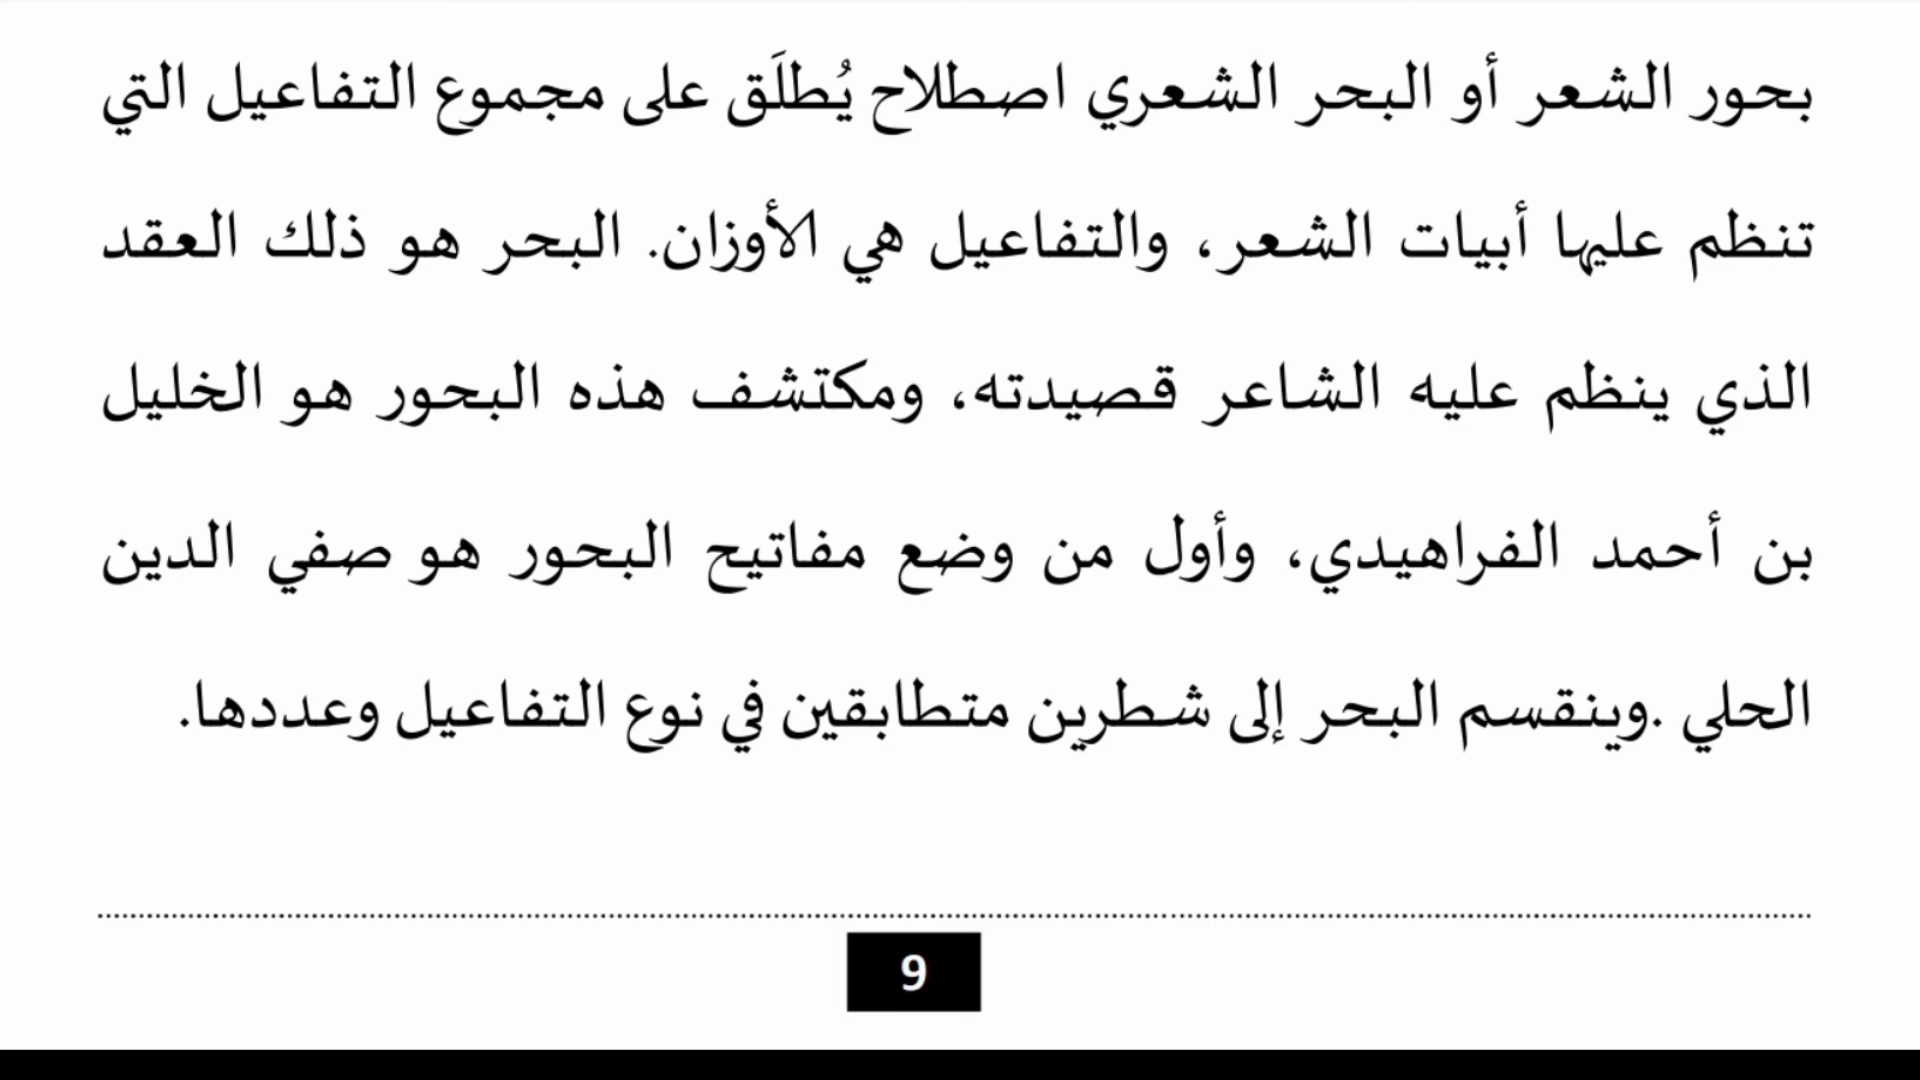 بحور الشعر أو البحر الشعري اصطلاح يُطلَق على مجموع التفاعيل التي
تنظم عليها أبيات الشعر، والتفاعيل هي الأوزان. البحر هو ذلك العقد
الذي ينظم عليه الشاعر قصيدته، ومكتشف هذه البحور هو الخليل
بن أحمد الفراهيدي، وأول من وضع مفاتيح البحور هو صفي الدين
الحلي .وينقسم البحر إلى شطرين متطابقين في نوع التفاعيل وعددها.
9